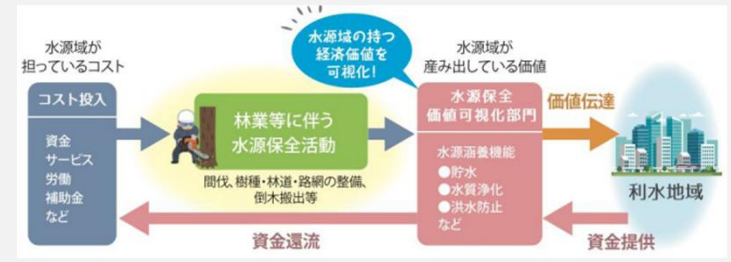 水源域が
担っているコスト
コスト投入
資金
サービス
労働
補助金
など
林業等に伴う
水源保全活動
間伐、樹種・林道・路網の整備、
倒木搬出等
水源域の持つ
経済価値を
可視化!
水源域が
産み出している価値
水源保全
価値可視化部門
水源涵養機能
●貯水
●水質浄化
●洪水防止
など
価値伝達
利水地域
資金還流
資金提供